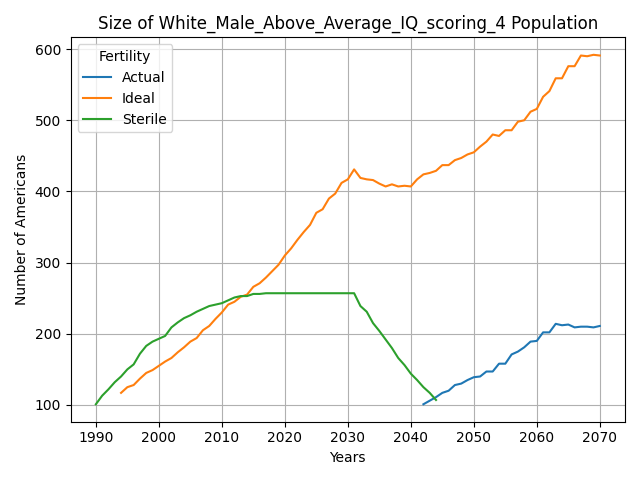 Size of White_Male_Above_Average_IQ_scoring_4 Population
Fertility
Actual
Ideal
Sterile
Number of Americans
600
500
400
300
200
100
1990
2000
2010
2020
2030
2040
2050
2060
2070
Years